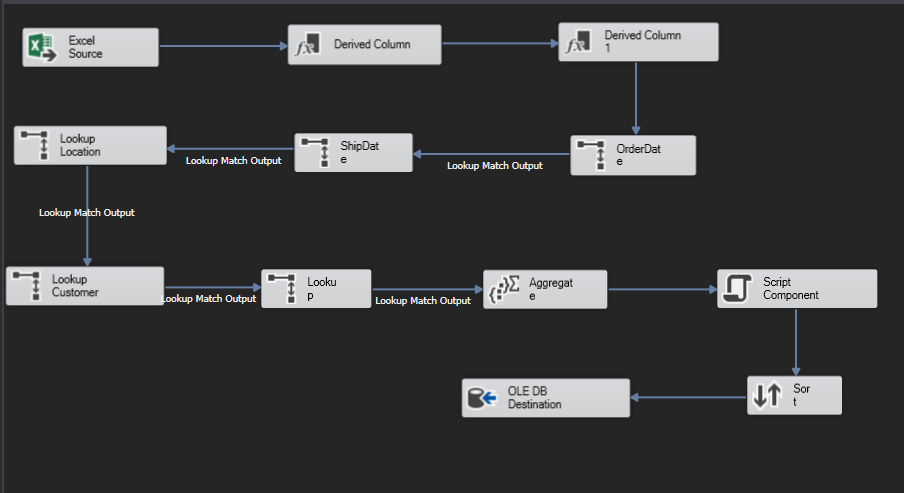 Excel
Source
Derived Column
Derived Column
1
Lookup
Location
Lookup Match Output
ShipDat
e
Lookup Match Output
OrderDat
e
Lookup Match Output
Lookup
Customer
Lookup Match Output
Looku
p
Lookup Match Output
Aggregat
e
Script
Component
OLE DB
Destination
Sor
t